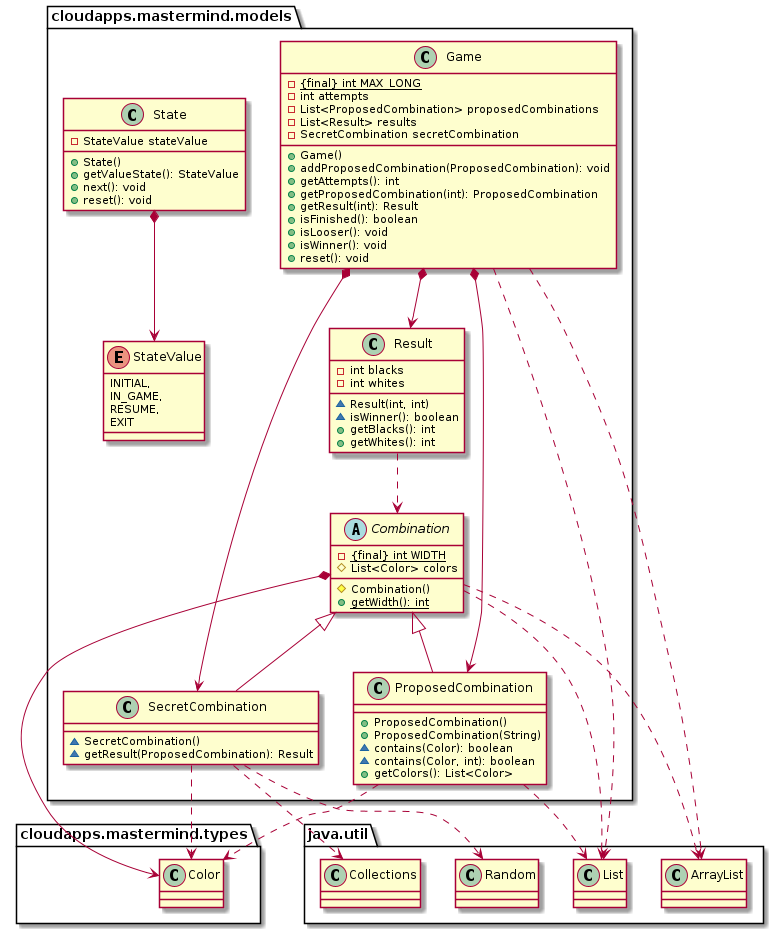 cloudapps.mastermind.models
C Game
{final} int MAX_LONG
int attempts
List<ProposedCombination> proposedCombinations
List<Result> results
SecretCombination secretCombination
Game()
addProposedCombination(ProposedCombination): void
getAttempts(): int
getProposedCombination(int): ProposedCombination
getResult(int): Result
isFinished(): boolean
isLooser(): void
isWinner(): void
reset(): void
C State
StateValue stateValue
State()
getValueState(): StateValue
next(): void
reset(): void
E StateValue
INITIAL,
IN_GAME,
RESUME,
EXIT
C Result
int blacks
int whites
Result(int, int)
isWinner(): boolean
getBlacks(): int
getWhites(): int
A Combination
{final} int WIDTH
List<Color> colors
Combination()
getWidth(): int
C SecretCombination
SecretCombination()
getResult(ProposedCombination): Result
C ProposedCombination
ProposedCombination()
ProposedCombination(String)
contains(Color): boolean
contains(Color, int): boolean
getColors(): List<Color>
cloudapps.mastermind.types
C Color
java.util
C Collections
C Random
C List
C ArrayList